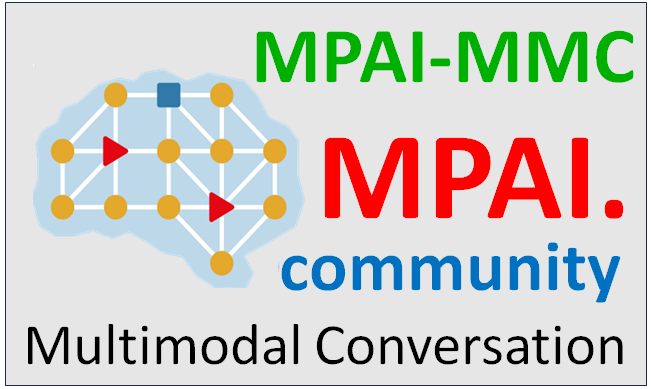 MPAI-MMC
MPAI.
community
Multimodal Conversation